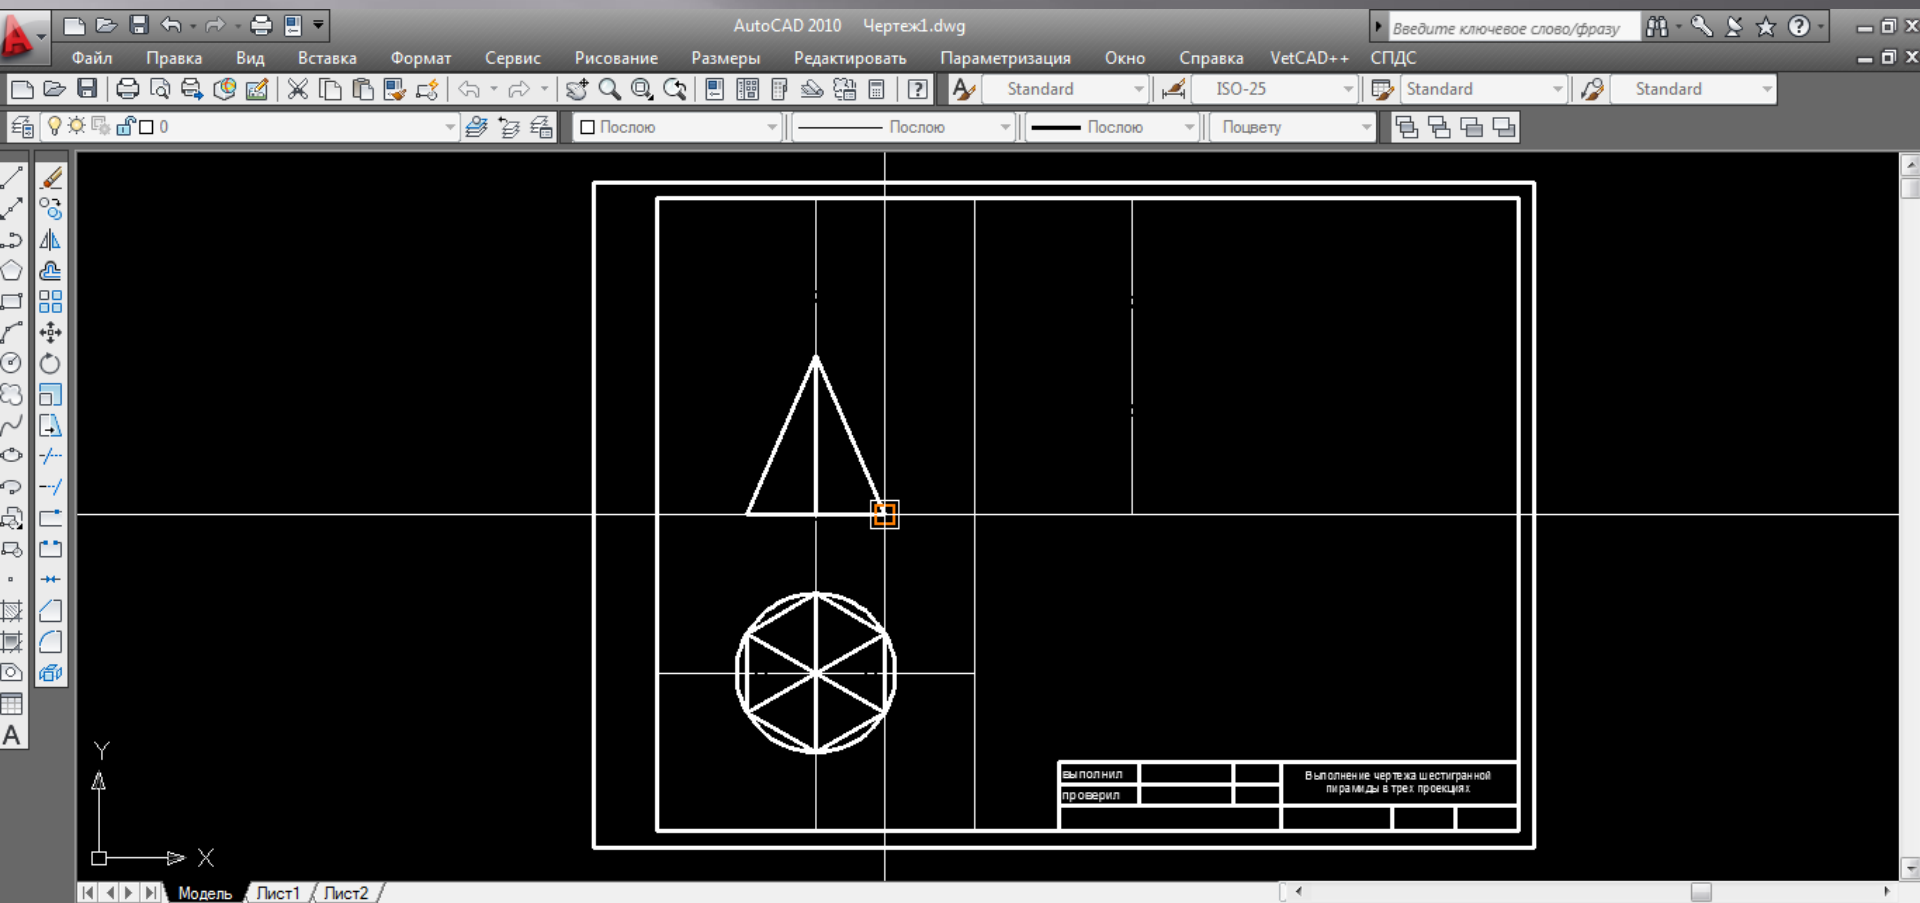 AutoCAD 2010 Чертеж1.dwg
Введите ключевое слово/фразу
Файл Правка Вид Вставка Формат Сервис Рисование Размеры Редактировать Параметризация Окно Справка VetCAD++ СПДС
Standard ISO-25 Standard Standard
0 Послою Послою Послою Поцвету
A
выполнил
проверил
Выполнение чертежа шестигранной
пирамиды в трех проекциях
Y
X
Модель Лист1 Лист2